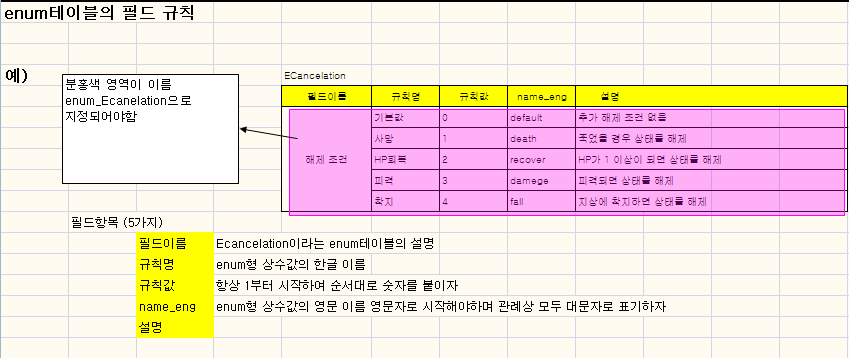 enum테이블의 필드 규칙
예)
분홍색 영역이 이름
enum_Ecanelation으로
지정되어야함
ECancelation
필드이름 규칙명 규칙값 name_eng 설명
해제 조건
기본값 0 default 추가 해제 조건 없음
사망 1 death 죽었을 경우 상태를 해제
HP회복 2 recover HP가 1 이상이 되면 상태를 해제
피격 3 damege 피격되면 상태를 해제
착지 4 fall 지상에 착지하면 상태를 해제
필드항목 (5가지)
필드이름 Ecancelation이라는 enum테이블의 설명
규칙명 enum형 상수값의 한글 이름
규칙값 항상 1부터 시작하여 순서대로 숫자를 붙이자
name_eng enum형 상수값의 영문 이름 영문자로 시작해야하며 관례상 모두 대문자로 표기하자
설명